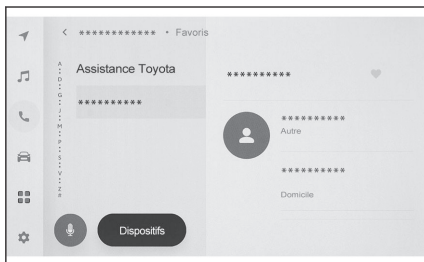 ************ • Favoris
A
•
D
•
G
•
J
•
M
•
P
•
S
•
V
•
Z
#
Assistance Toyota
**********
**********
**********
Autre
**********
Domicile
Dispositifs